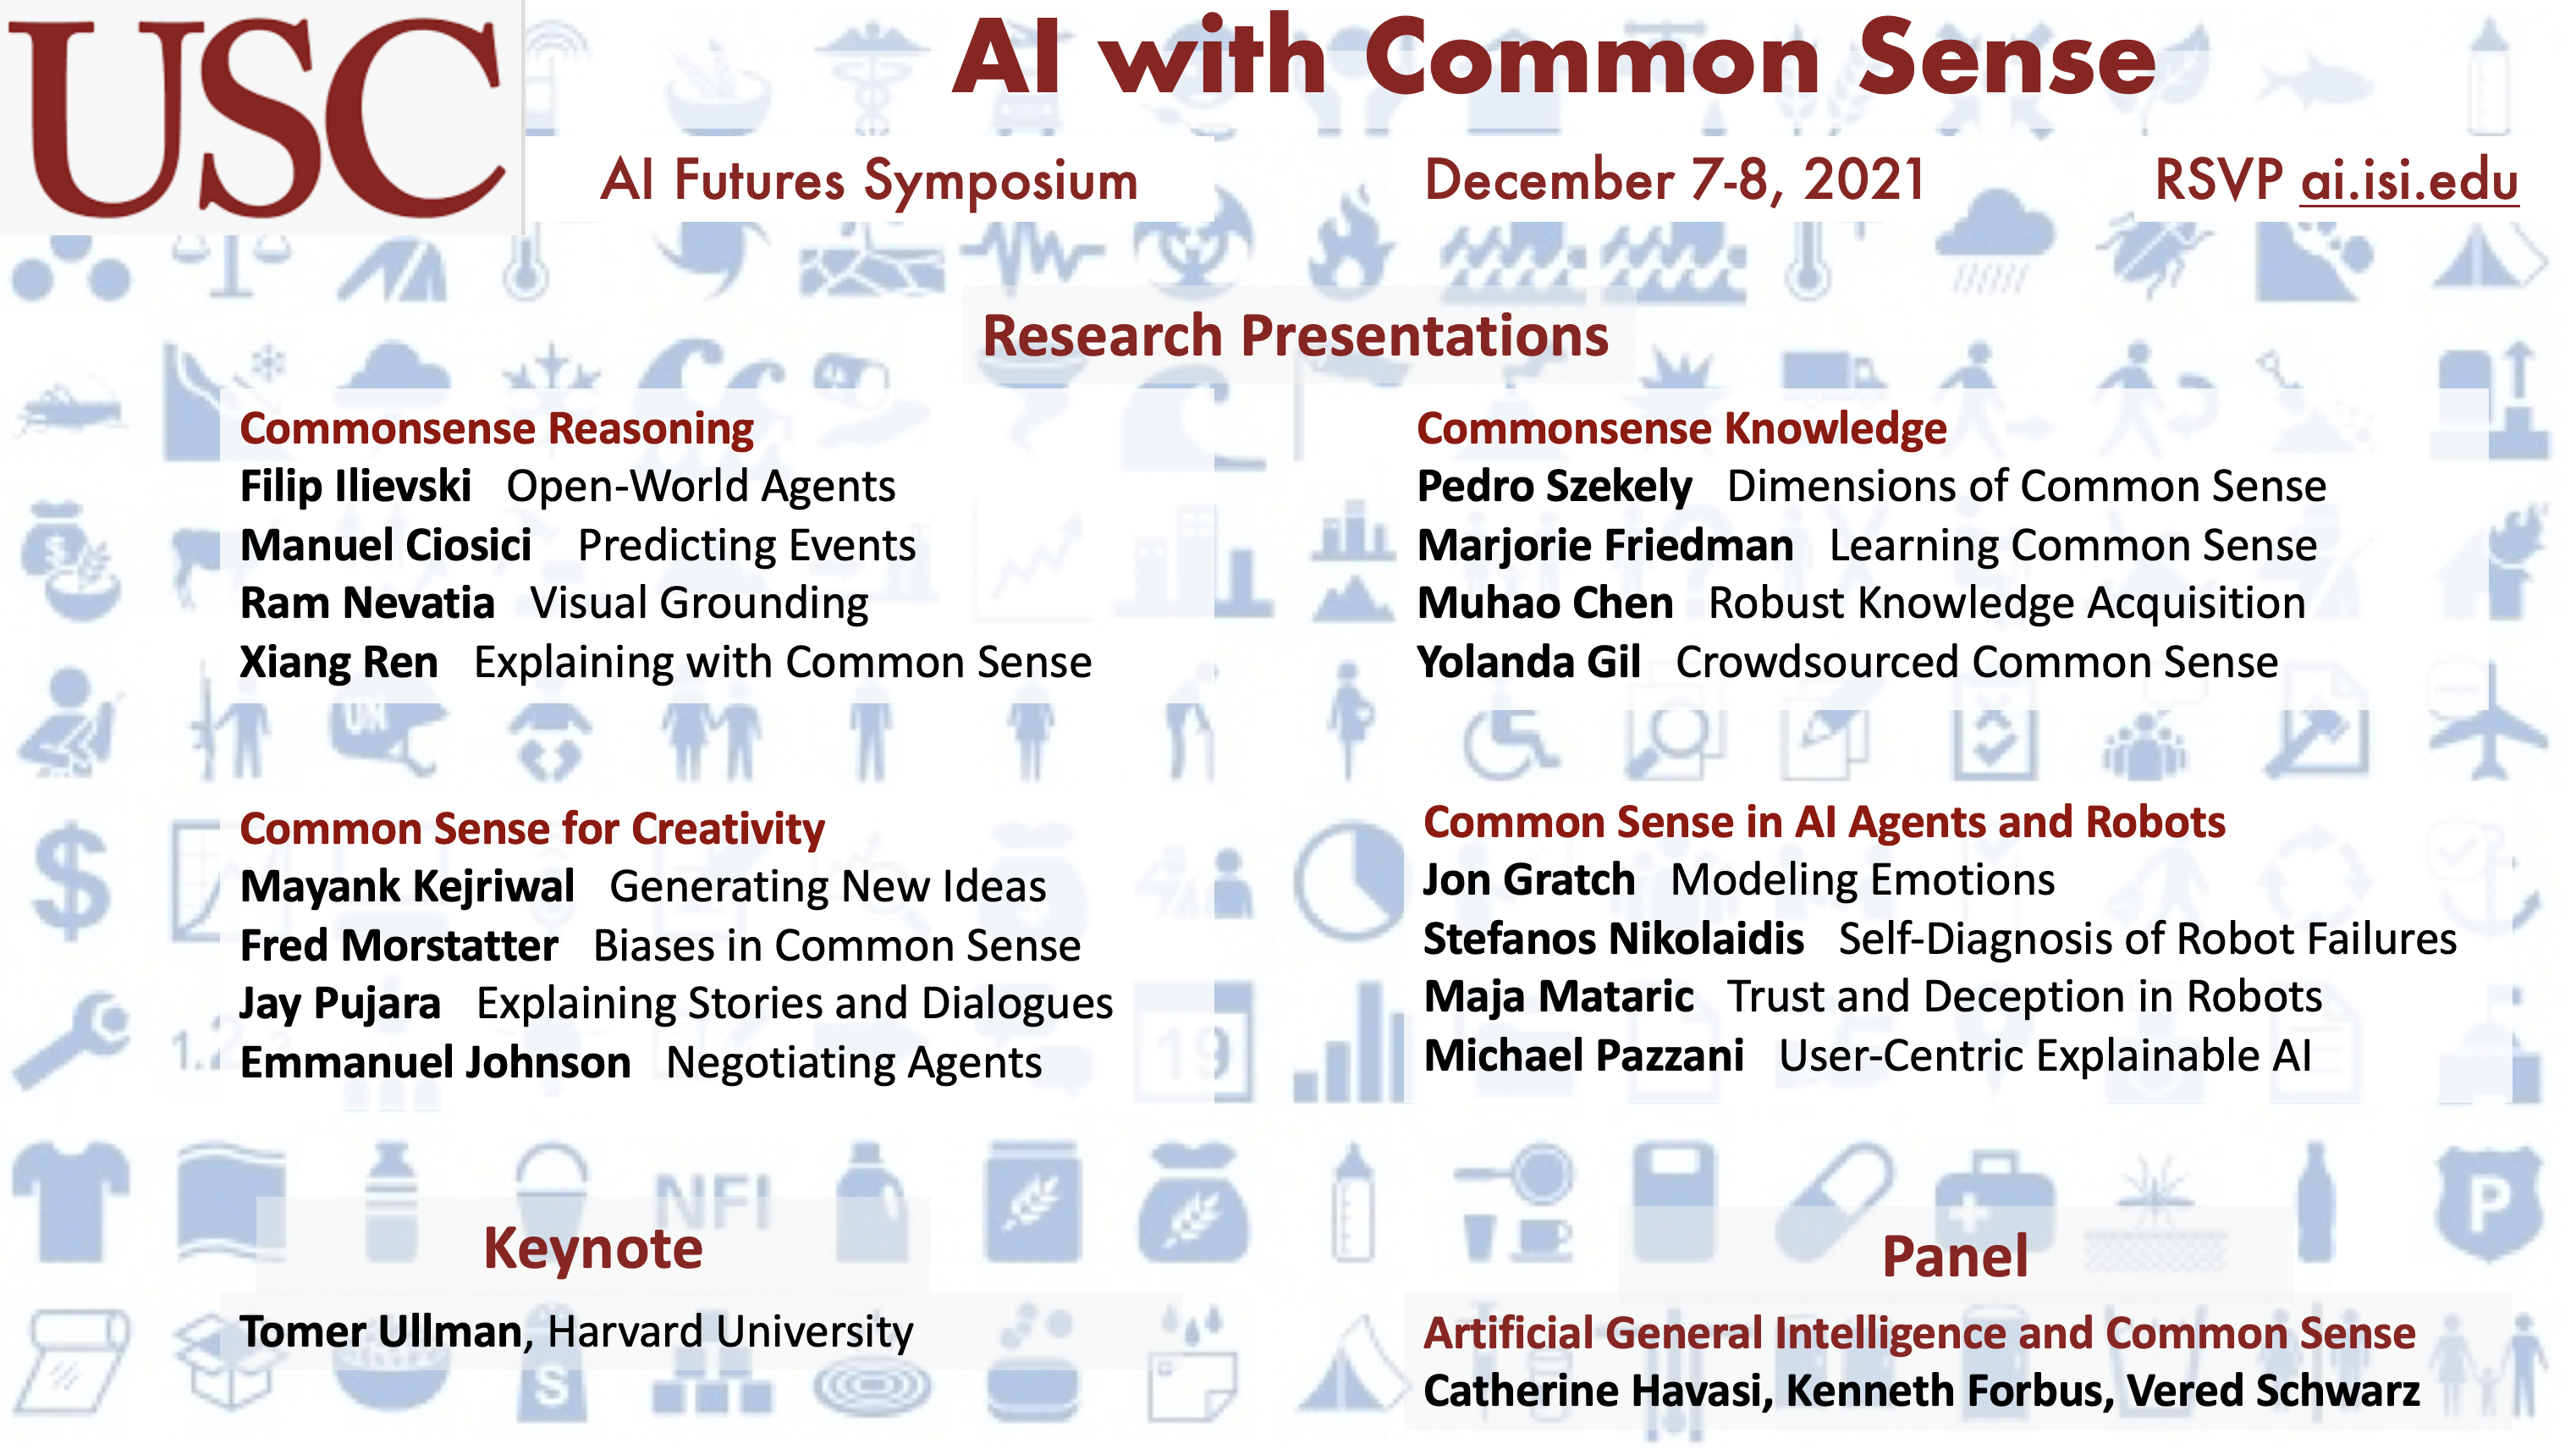 USC
AI with Common Sense
AI Futures Symposium
December 7-8, 2021
RSVP ai.isi.edu
Research Presentations
Commonsense Reasoning
Filip Ilievski Open-World Agents
Manuel Ciosici Predicting Events
Ram Nevatia Visual Grounding
Xiang Ren Explaining with Common Sense
Commonsense Knowledge
Pedro Szekely Dimensions of Common Sense
Marjorie Friedman Learning Common Sense
Muhao Chen Robust Knowledge Acquisition
Yolanda Gil Crowdsourced Common Sense
UN
$
Common Sense for Creativity
Mayank Kejriwal Generating New Ideas
Fred Morstatter Biases in Common Sense
Jay Pujara Explaining Stories and Dialogues
Emmanuel Johnson Negotiating Agents
19
Common Sense in AI Agents and Robots
Jon Gratch Modeling Emotions
Stefanos Nikolaidis Self-Diagnosis of Robot Failures
Maja Mataric Trust and Deception in Robots
Michael Pazzani User-Centric Explainable AI
NFI
P
Keynote
Tomer Ullman, Harvard University
S
Panel
Artificial General Intelligence and Common Sense
Catherine Havasi, Kenneth Forbus, Vered Schwarz